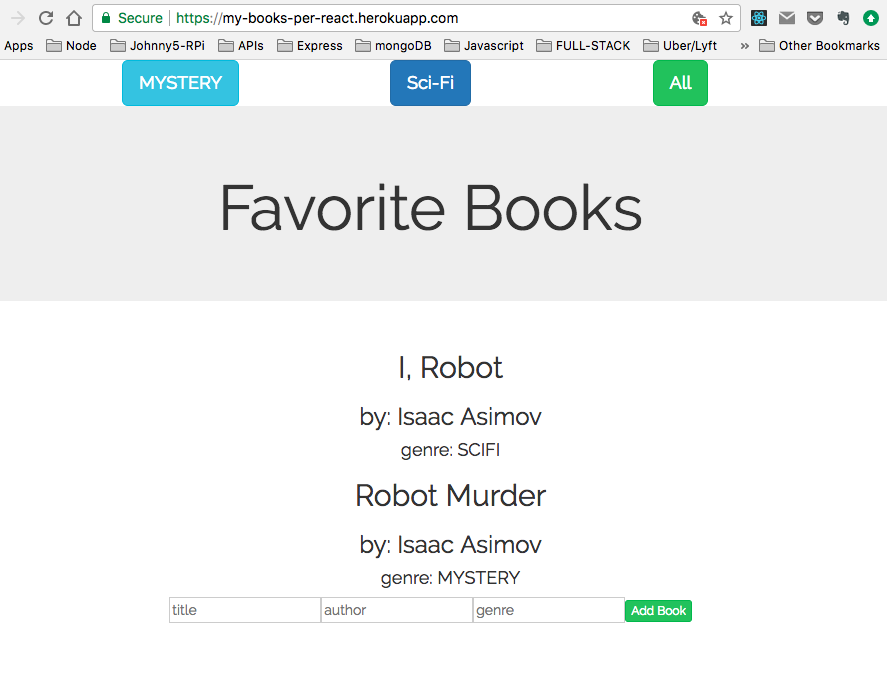 Secure https://my-books-per-react.herokuapp.com
Apps Node Johnny5-RPi APIs Express mongoDB Javascript FULL-STACK Uber/Lyft » Other Bookmarks
MYSTERY Sci-Fi All
Favorite Books
I, Robot
by: Isaac Asimov
genre: SCIFI
Robot Murder
by: Isaac Asimov
genre: MYSTERY
title author genre Add Book